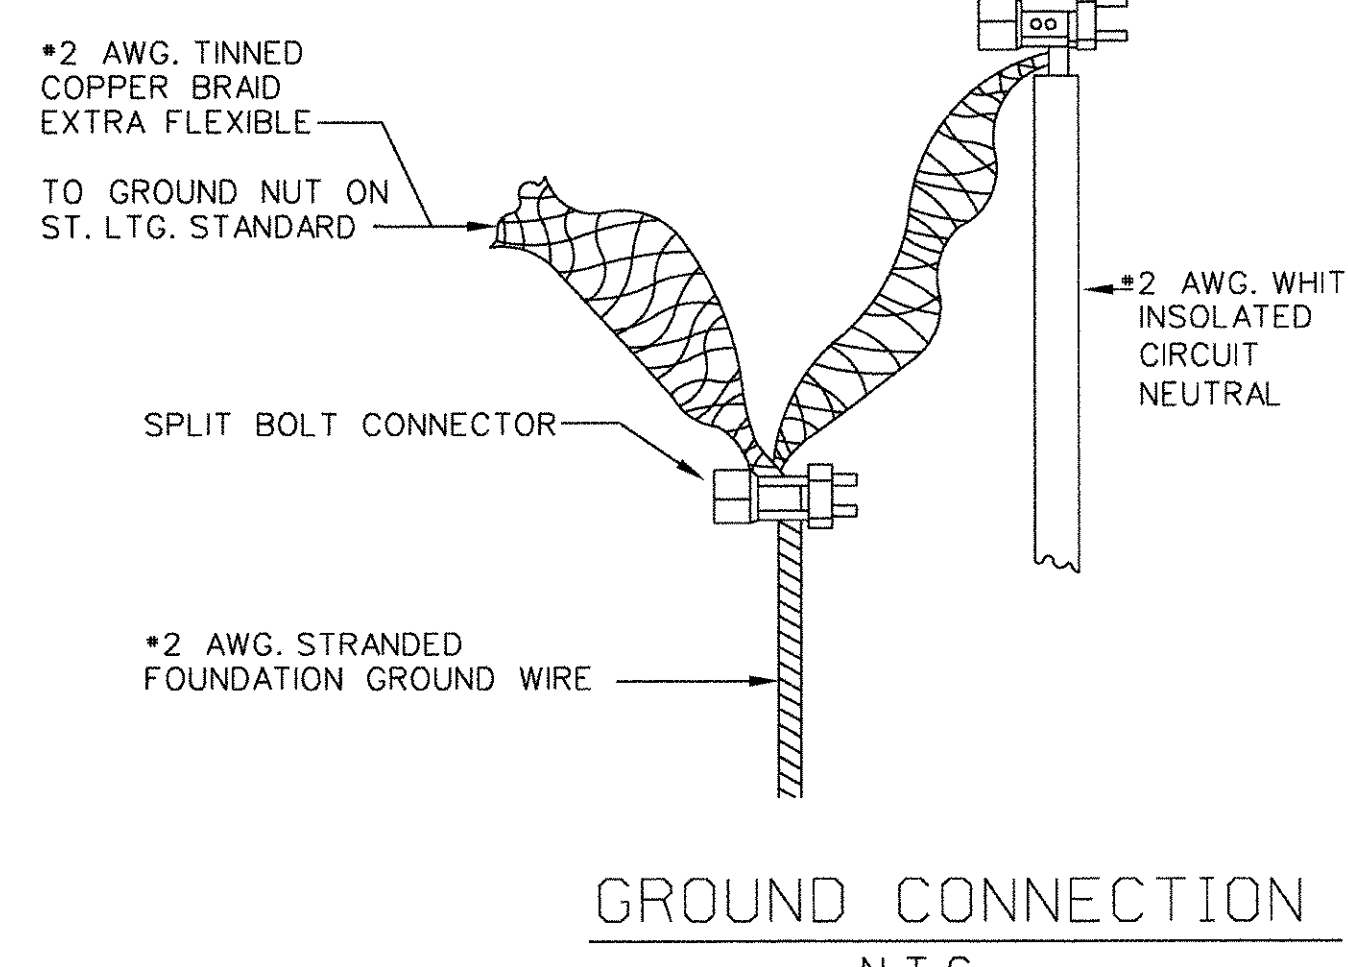 #2 AWG. TINNED
COPPER BRAID
EXTRA FLEXIBLE
TO GROUND NUT ON
ST. LTG. STANDARD
#2 AWG. WHIT
INSOLATED
CIRCUIT
NEUTRAL
SPLIT BOLT CONNECTOR
#2 AWG. STRANDED
FOUNDATION GROUND WIRE
GROUND CONNECTION